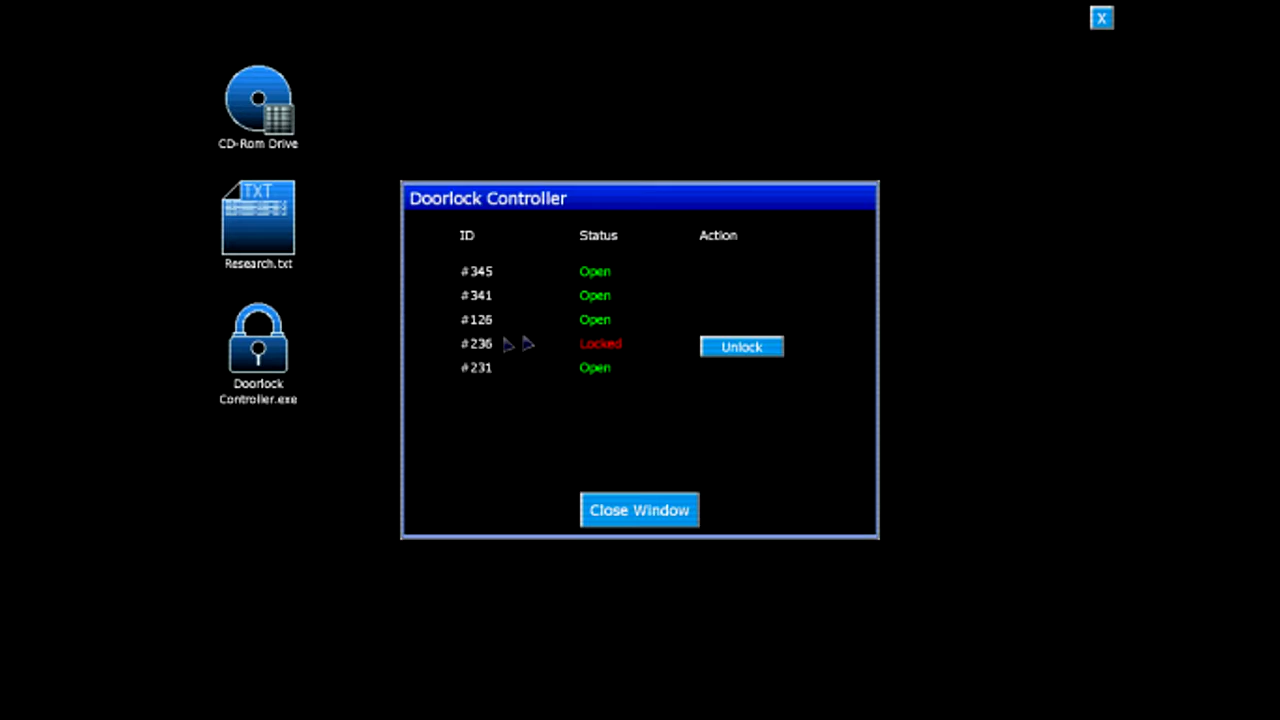 X
CD-Rom Drive
TXT
Research.txt
Doorlock
Controller.exe
Doorlock Controller
ID Status Action
#345 Open
#341 Open
#126 Open
#236 Locked Unlock
#231 Open
Close Window